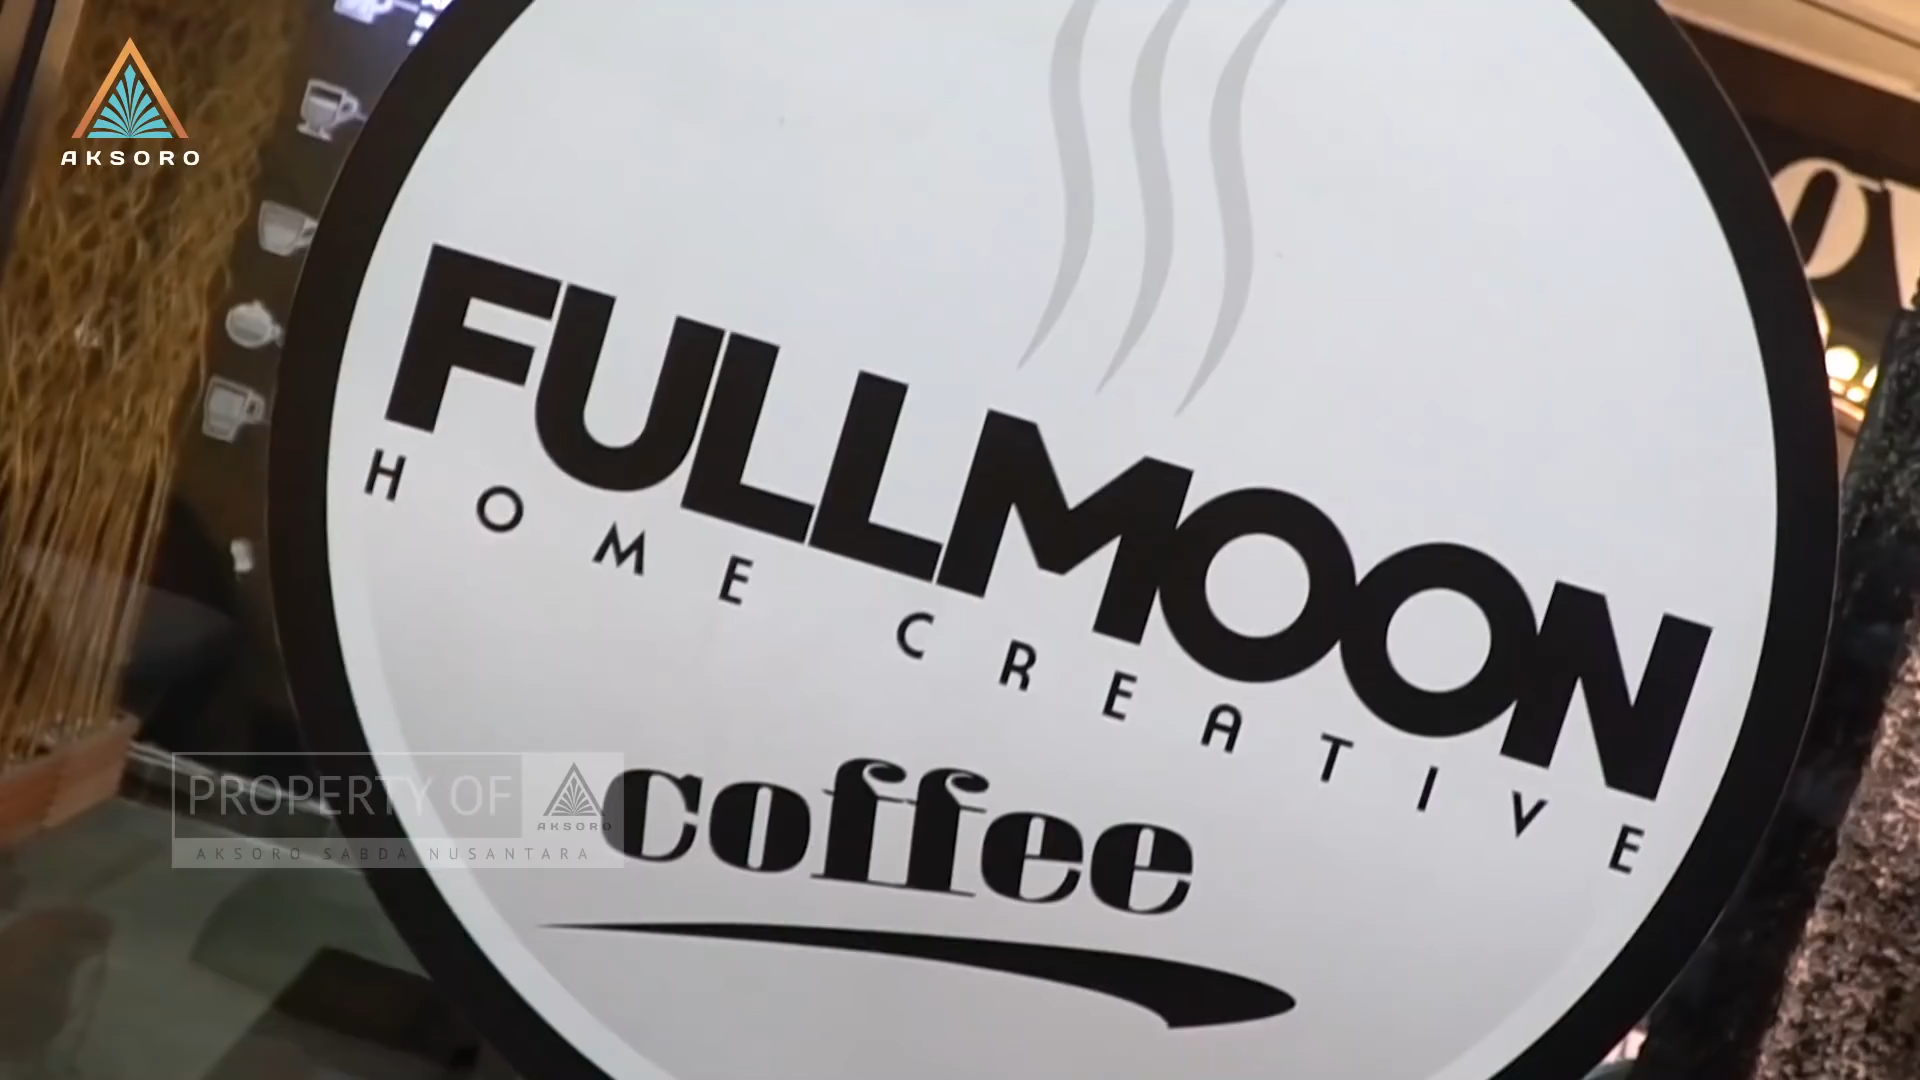 AKSORO
FULLMOON
HOME CREATIVE
coffee
PROPERTY OF
AKSORO
AKSORO SABDA NUSANTARA